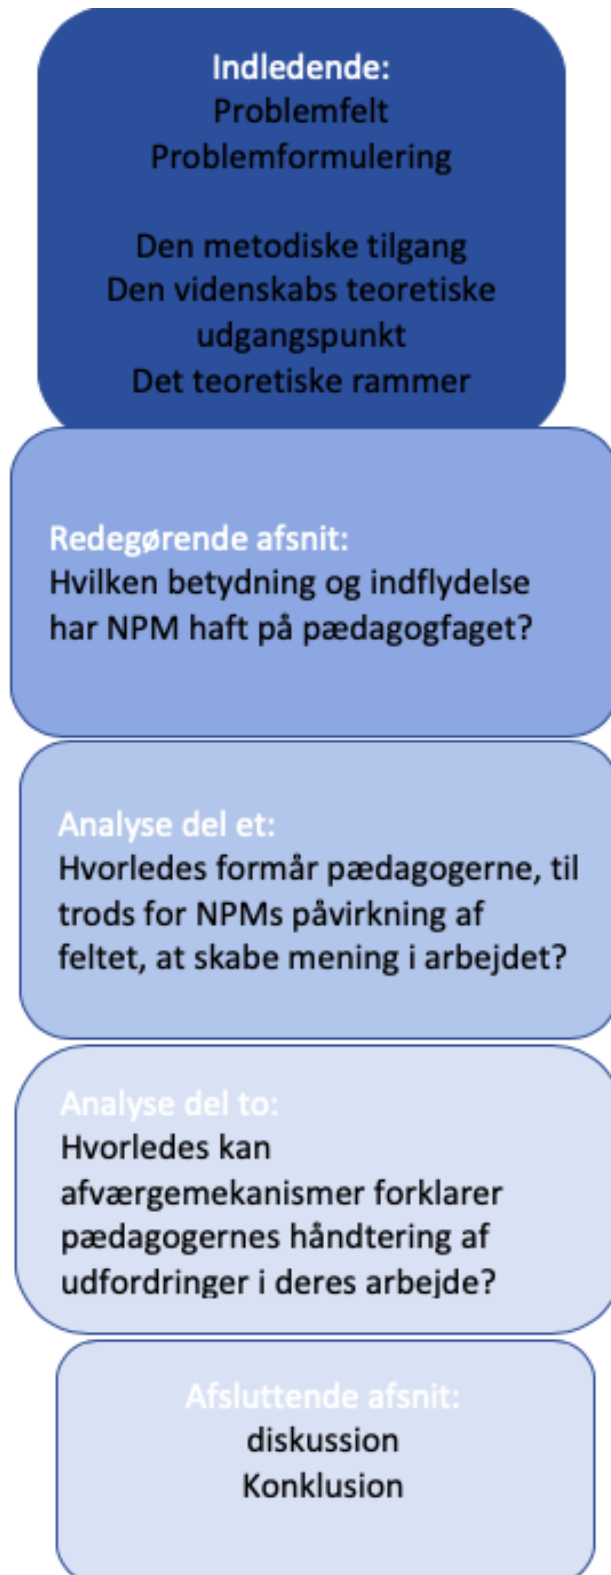 Indledende:
Problemfelt
Problemformulering
Den metodiske tilgang
Den videnskabs teoretiske
udgangspunkt
Det teoretiske rammer
Redegørende afsnit:
Hvilken betydning og indflydelse
har NPM haft på pædagogfaget?
Analyse del et:
Hvorledes formår pædagogerne, til
trods for NPMs påvirkning af
feltet, at skabe mening i arbejdet?
Analyse del to:
Hvorledes kan
afværgemekanismer forklarer
pædagogernes håndtering af
udfordringer i deres arbejde?
Afsluttende afsnit:
diskussion
Konklusion